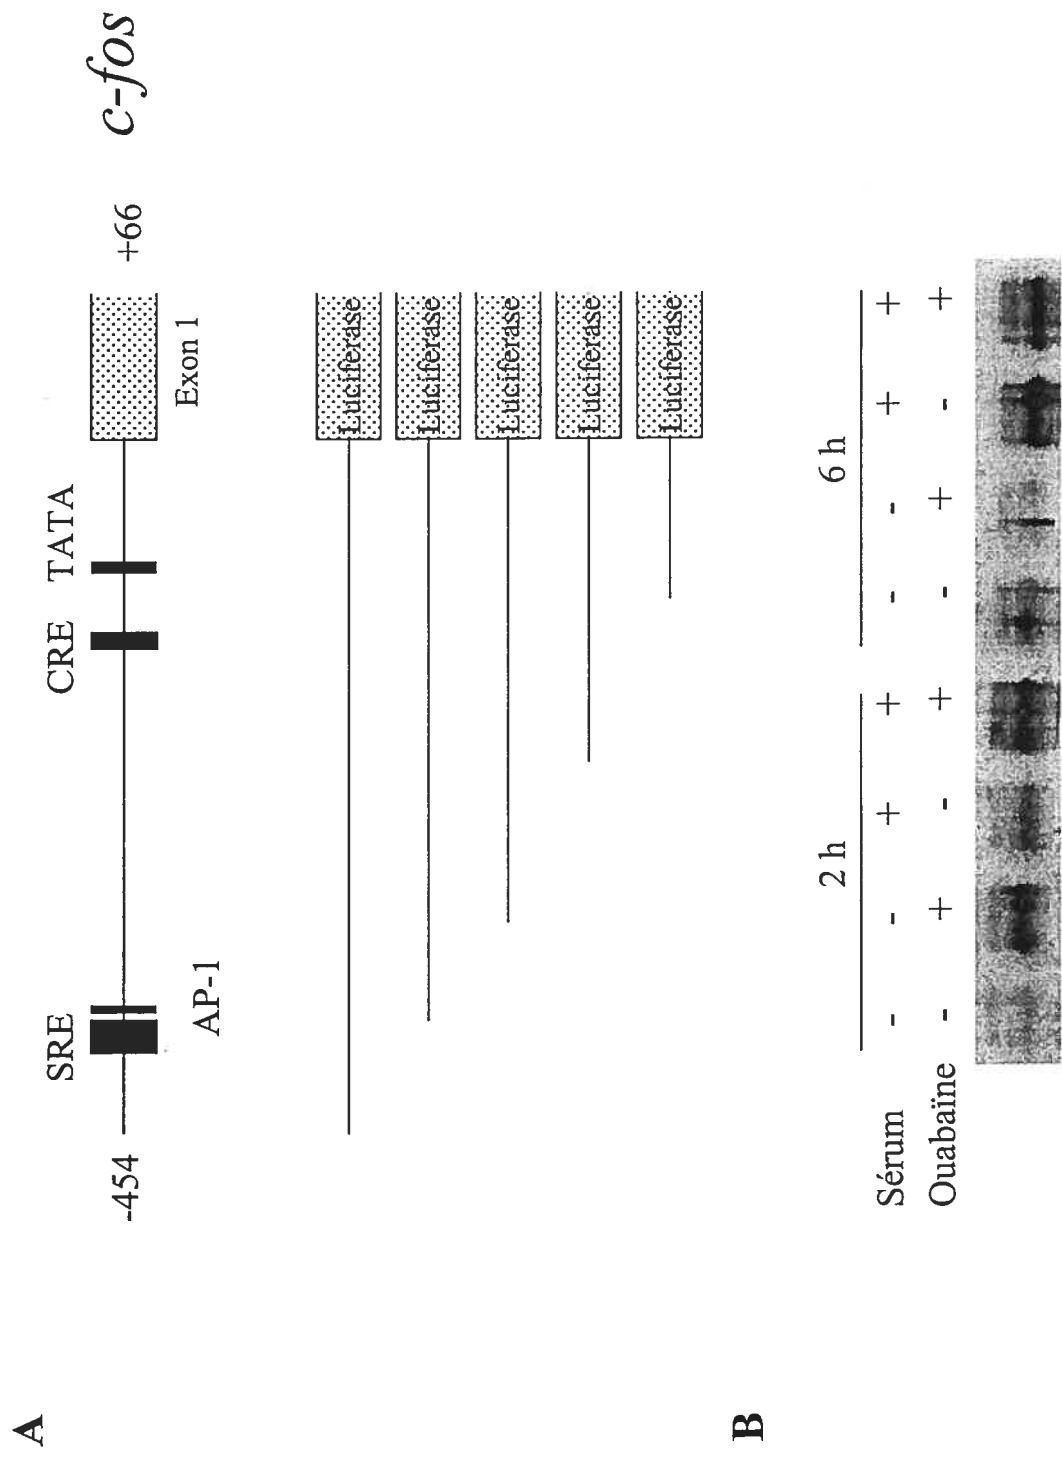 A
SRE CRE TATA
-454 +66 c-fos
AP-1 Exon 1
Luciferase
Luciferase
Luciferase
Luciferase
Luciferase
B
2 h 6 h
Sérum - - + + - - + +
Ouabaïne - + - + - + - +